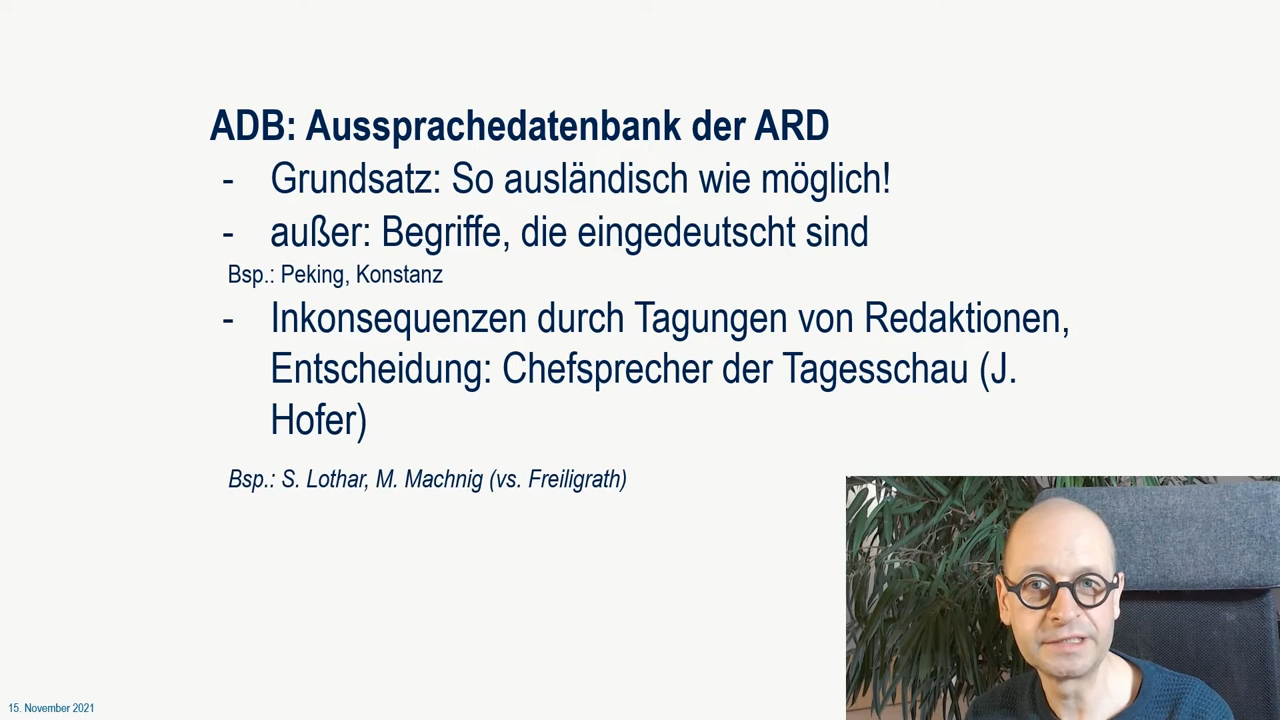 ADB: Aussprachedatenbank der ARD
- Grundsatz: So ausländisch wie möglich!
- außer: Begriffe, die eingedeutscht sind
Bsp.: Peking, Konstanz
- Inkonsequenzen durch Tagungen von Redaktionen,
Entscheidung: Chefsprecher der Tagesschau (J.
Hofer)
Bsp.: S. Lothar, M. Machnig (vs. Freiligrath)
15. November 2021